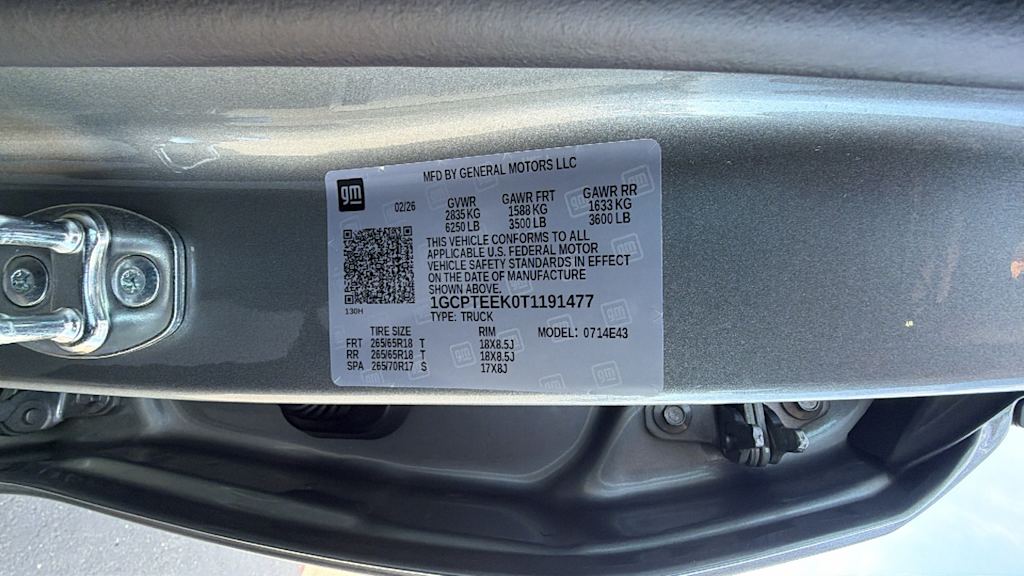 gm
MFD BY GENERAL MOTORS LLC
02/26
GVWR GAWR FRT GAWR RR
2835 KG 1588 KG 1633 KG
6250 LB 3500 LB 3600 LB
THIS VEHICLE CONFORMS TO ALL
APPLICABLE U.S. FEDERAL MOTOR
VEHICLE SAFETY STANDARDS IN EFFECT
ON THE DATE OF MANUFACTURE
SHOWN ABOVE.
1GCPTEEK0T1191477
130H
TYPE: TRUCK
TIRE SIZE RIM MODEL: 0714E43
FRT 265/65R18 T 18X8.5J
RR 265/65R18 T 18X8.5J
SPA 265/70R17 S 17X8J